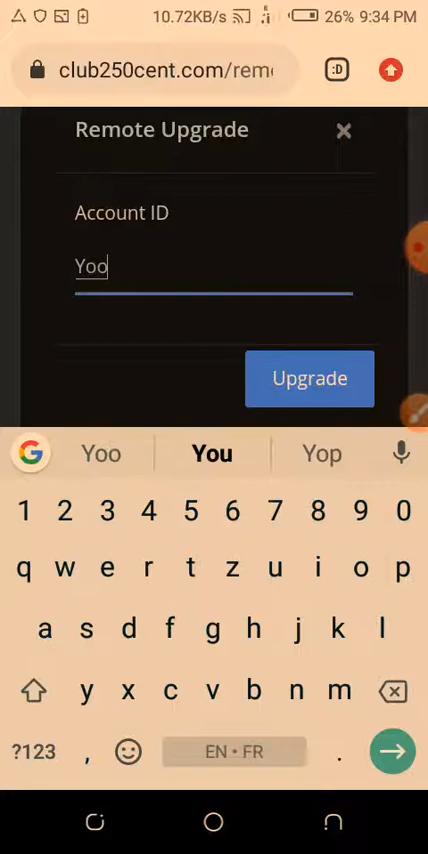 10.72KB/s 26% 9:34 PM
club250cent.com/rem
:D
Remote Upgrade
Account ID
Yoo
Upgrade
G Yoo You Yop
1 2 3 4 5 6 7 8 9 0
q w e r t z u i o p
a s d f g h j k l
y x c v b n m
?123 , EN • FR .